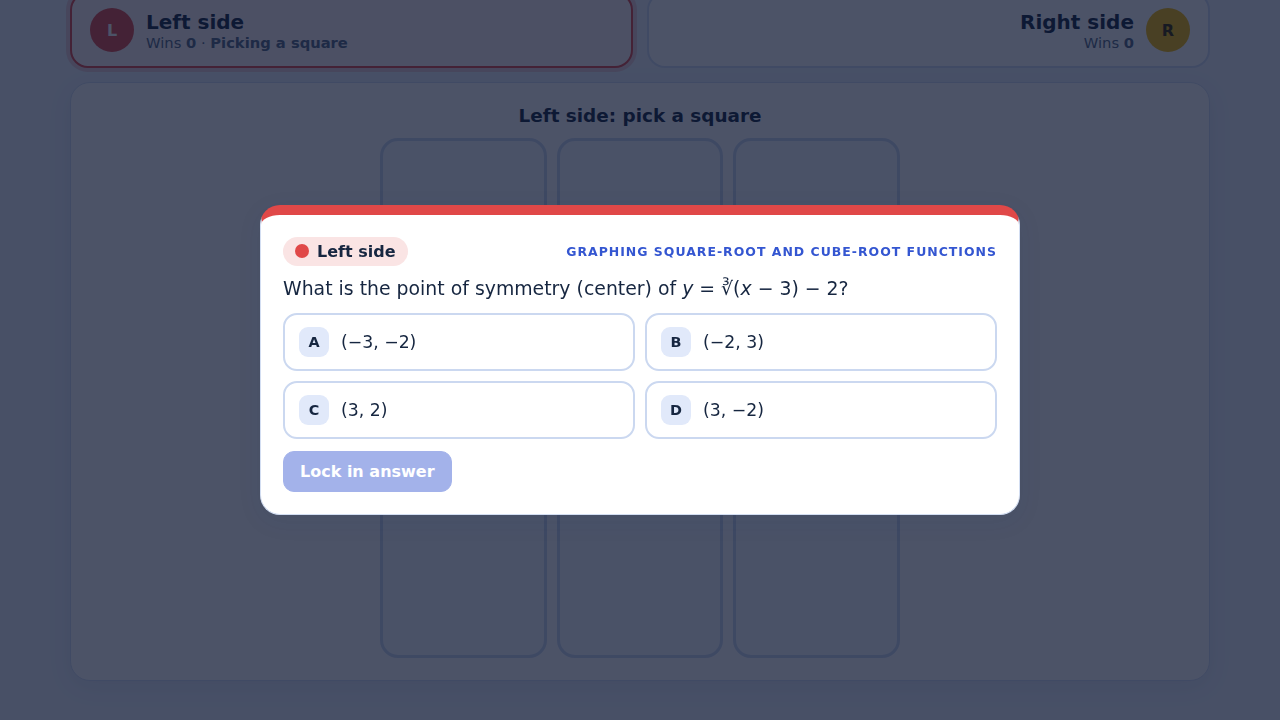 L
Left side
Wins 0 · Picking a square
Right side
Wins 0
R
Left side: pick a square
Left side
GRAPHING SQUARE-ROOT AND CUBE-ROOT FUNCTIONS
What is the point of symmetry (center) of y = ∛(x − 3) − 2?
A (−3, −2)
B (−2, 3)
C (3, 2)
D (3, −2)
Lock in answer